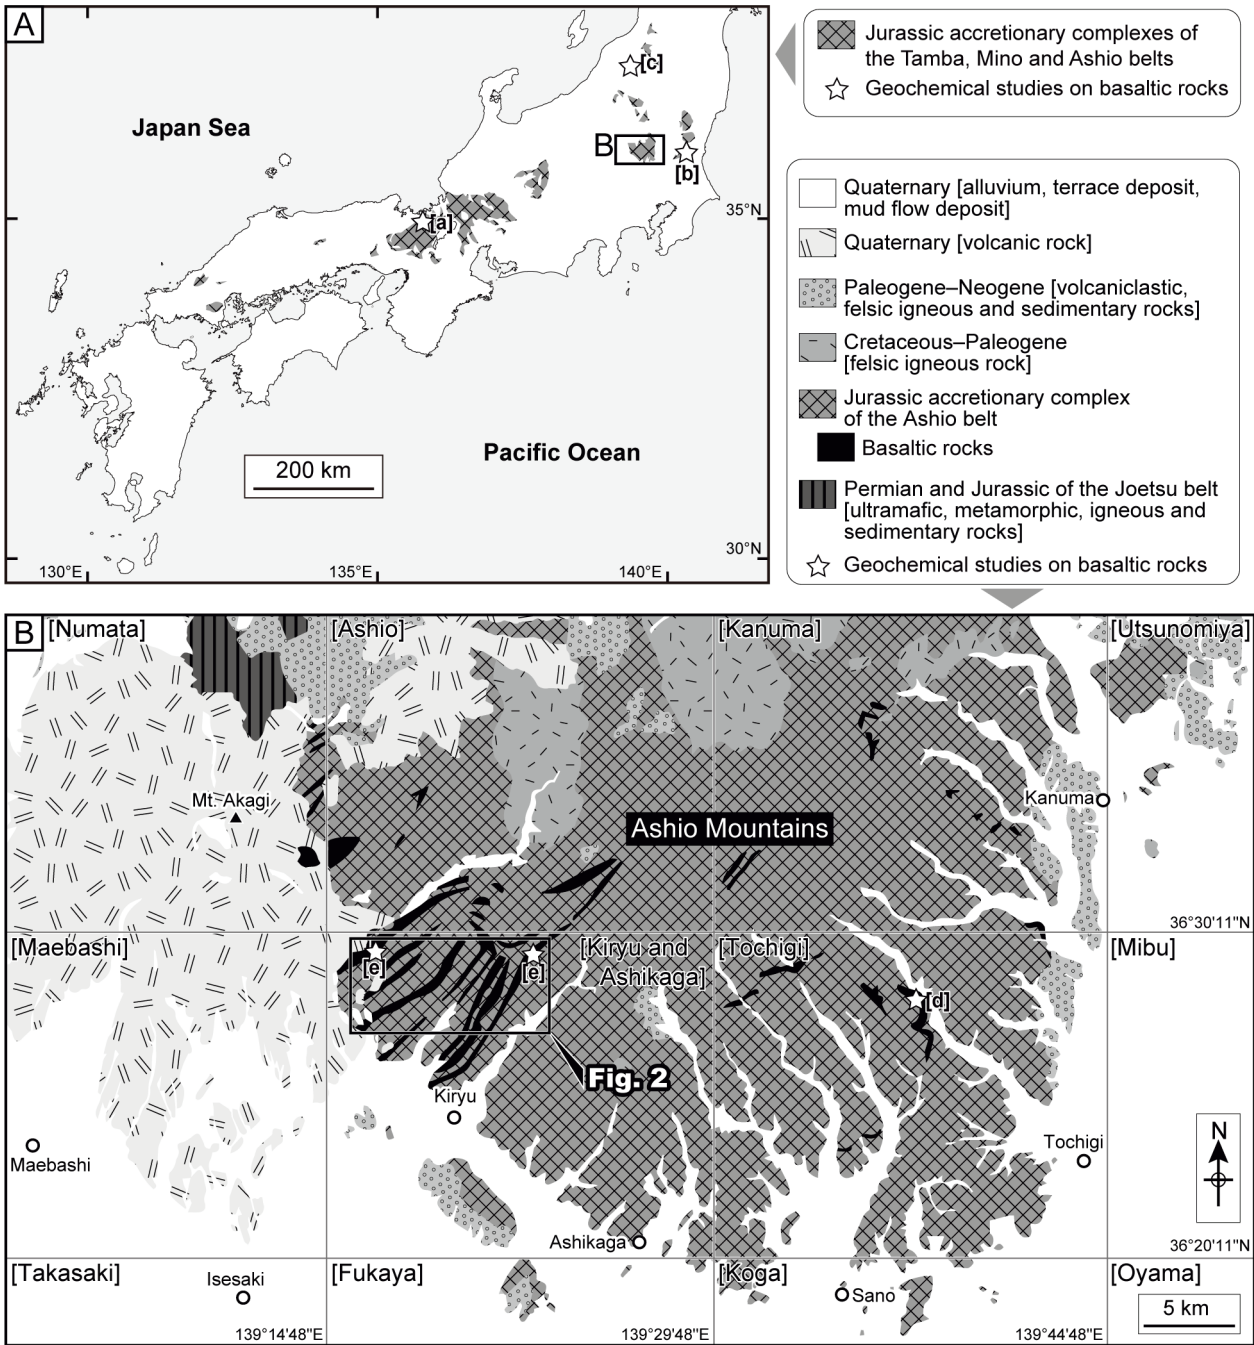 A
[c]
Japan Sea
B
[b]
35°N
[a]
Pacific Ocean
200 km
30°N
130°E
135°E
140°E
Jurassic accretionary complexes of
the Tamba, Mino and Ashio belts
Geochemical studies on basaltic rocks
Quaternary [alluvium, terrace deposit,
mud flow deposit]
Quaternary [volcanic rock]
Paleogene–Neogene [volcaniclastic,
felsic igneous and sedimentary rocks]
Cretaceous–Paleogene
[felsic igneous rock]
Jurassic accretionary complex
of the Ashio belt
Basaltic rocks
Permian and Jurassic of the Joetsu belt
[ultramafic, metamorphic, igneous and
sedimentary rocks]
Geochemical studies on basaltic rocks
B
[Numata]
[Ashio]
[Kanuma]
[Utsunomiya]
Mt. Akagi
Kanuma
Ashio Mountains
36°30'11"N
[Maebashi]
[Kiryu and
Ashikaga]
[Tochigi]
[Mibu]
[e]
[e]
[d]
Fig. 2
Kiryu
N
Maebashi
Tochigi
Ashikaga
36°20'11"N
[Takasaki]
Isesaki
[Fukaya]
[Koga]
Sano
[Oyama]
5 km
139°14'48"E
139°29'48"E
139°44'48"E